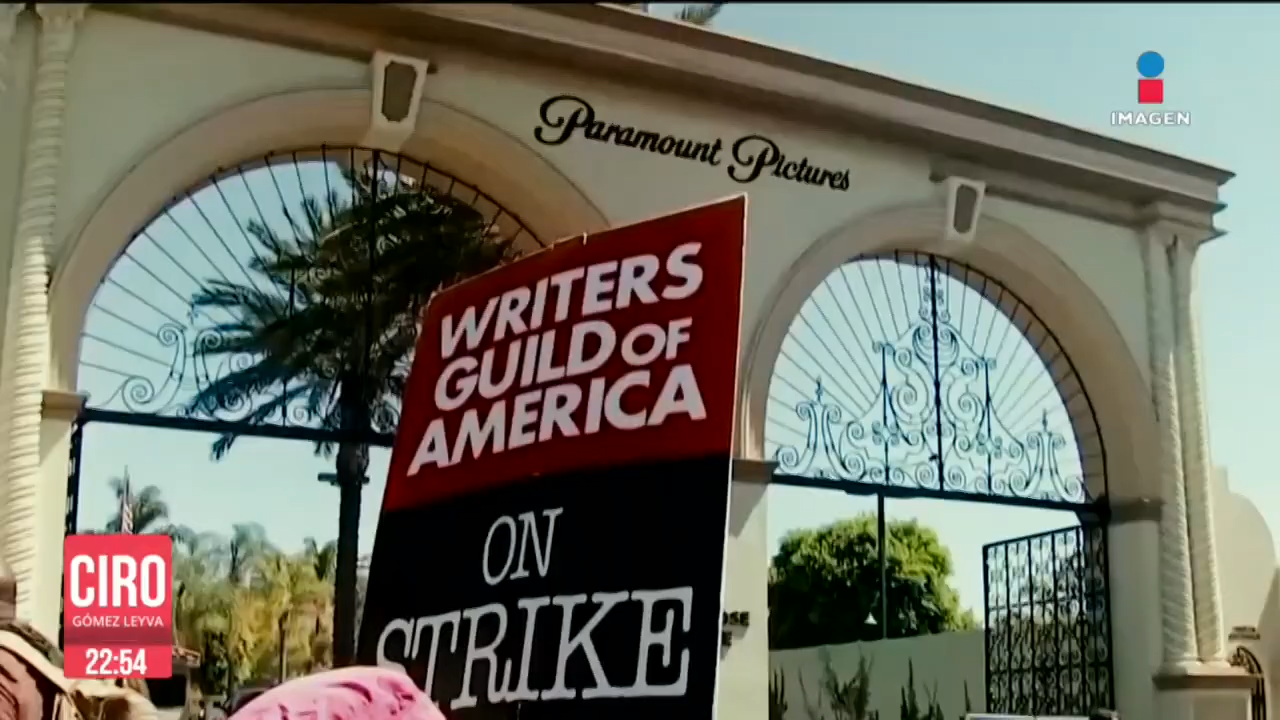 Paramount Pictures
IMAGEN
WRITERS
GUILD OF
AMERICA
ON
STRIKE
CIRO
GÓMEZ LEYVA
22:54